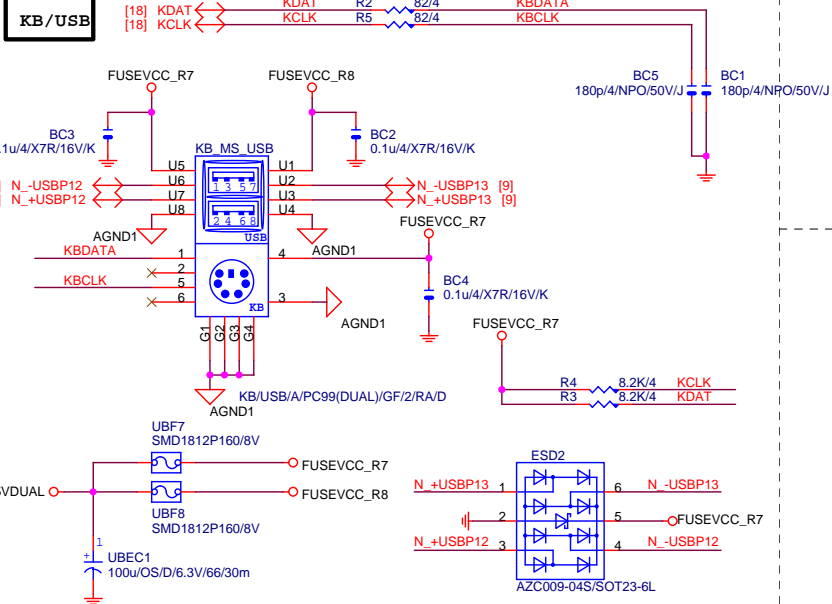 KB/USB
[18] KDAT KDAT R2 82/4 KBDATA
[18] KCLK KCLK R5 82/4 KBCLK
FUSEVCC_R7 FUSEVCC_R8
BC5 BC1
180p/4/NPO/50V/J 180p/4/NPO/50V/J
BC3 BC2
.1u/4/X7R/16V/K KB_MS_USB 0.1u/4/X7R/16V/K
U5 U1
N_-USBP12 U6 U2 N_-USBP13 [9]
N_+USBP12 U7 U3 N_+USBP13 [9]
U8 U4
1 3 5 7
2 4 6 8
USB
FUSEVCC_R7
AGND1 AGND1
KBDATA 1 4
2
KBCLK 5
6 3
KB
BC4
0.1u/4/X7R/16V/K
AGND1
G1 G2 G3 G4
AGND1
KB/USB/A/PC99(DUAL)/GF/2/RA/D
FUSEVCC_R7
R4 8.2K/4 KCLK
R3 8.2K/4 KDAT
UBF7
SMD1812P160/8V
FUSEVCC_R7
VDUAL FUSEVCC_R8
UBF8
SMD1812P160/8V
1
+
UBEC1
100u/OS/D/6.3V/66/30m
ESD2
N_+USBP13 1 6 N_-USBP13
2 5 FUSEVCC_R7
N_+USBP12 3 4 N_-USBP12
AZC009-04S/SOT23-6L